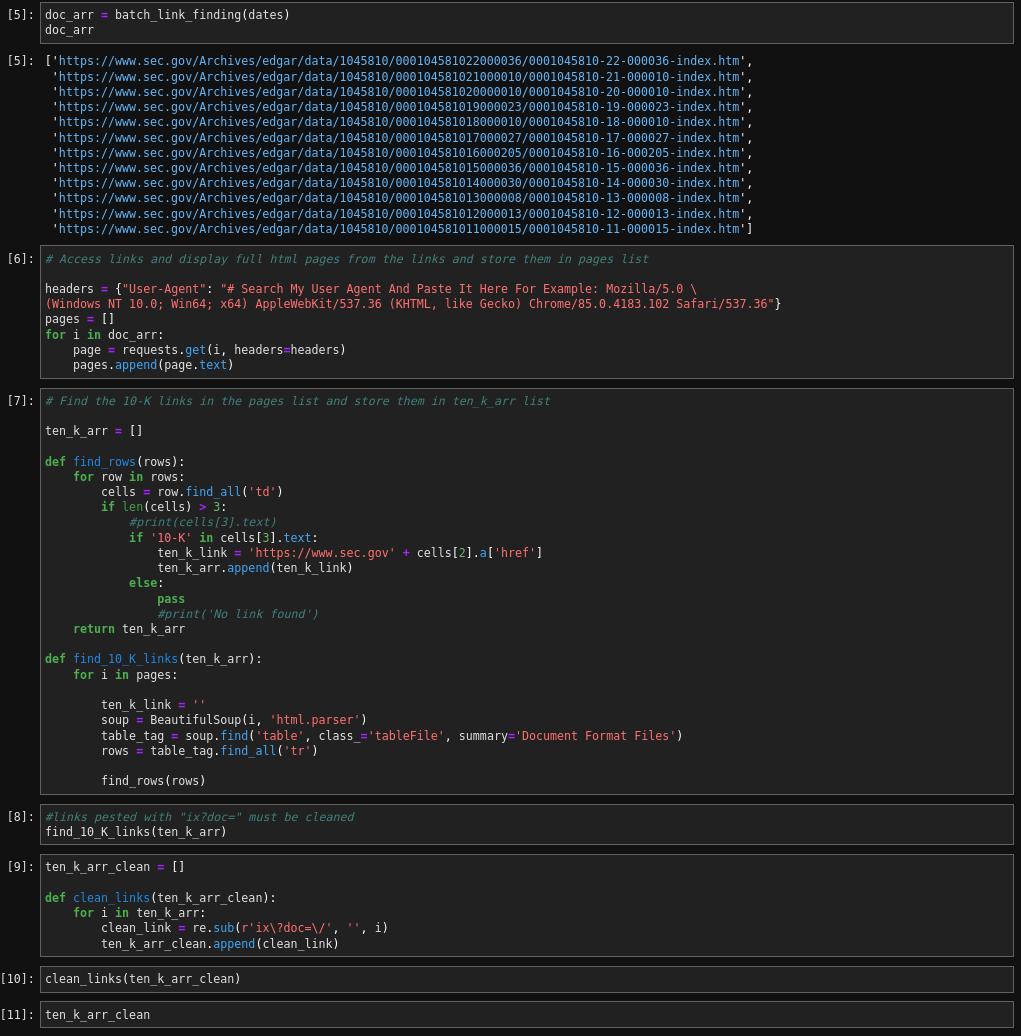 [5]: doc_arr = batch_link_finding(dates)
doc_arr
[5]: ['https://www.sec.gov/Archives/edgar/data/1045810/000104581022000036/0001045810-22-000036-index.htm',
'https://www.sec.gov/Archives/edgar/data/1045810/000104581021000010/0001045810-21-000010-index.htm',
'https://www.sec.gov/Archives/edgar/data/1045810/000104581020000010/0001045810-20-000010-index.htm',
'https://www.sec.gov/Archives/edgar/data/1045810/000104581019000023/0001045810-19-000023-index.htm',
'https://www.sec.gov/Archives/edgar/data/1045810/000104581018000010/0001045810-18-000010-index.htm',
'https://www.sec.gov/Archives/edgar/data/1045810/000104581017000027/0001045810-17-000027-index.htm',
'https://www.sec.gov/Archives/edgar/data/1045810/000104581016000205/0001045810-16-000205-index.htm',
'https://www.sec.gov/Archives/edgar/data/1045810/000104581015000036/0001045810-15-000036-index.htm',
'https://www.sec.gov/Archives/edgar/data/1045810/000104581014000030/0001045810-14-000030-index.htm',
'https://www.sec.gov/Archives/edgar/data/1045810/000104581013000008/0001045810-13-000008-index.htm',
'https://www.sec.gov/Archives/edgar/data/1045810/000104581012000013/0001045810-12-000013-index.htm',
'https://www.sec.gov/Archives/edgar/data/1045810/000104581011000015/0001045810-11-000015-index.htm']
[6]: # Access links and display full html pages from the links and store them in pages list
headers = {"User-Agent": "# Search My User Agent And Paste It Here For Example: Mozilla/5.0 \
(Windows NT 10.0; Win64; x64) AppleWebKit/537.36 (KHTML, like Gecko) Chrome/85.0.4183.102 Safari/537.36"}
pages = []
for i in doc_arr:
    page = requests.get(i, headers=headers)
    pages.append(page.text)
[7]: # Find the 10-K links in the pages list and store them in ten_k_arr list
ten_k_arr = []
def find_rows(rows):
    for row in rows:
        cells = row.find_all('td')
        if len(cells) > 3:
            #print(cells[3].text)
            if '10-K' in cells[3].text:
                ten_k_link = 'https://www.sec.gov' + cells[2].a['href']
                ten_k_arr.append(ten_k_link)
            else:
                pass
                #print('No link found')
    return ten_k_arr
def find_10_K_links(ten_k_arr):
    for i in pages:
        ten_k_link = ''
        soup = BeautifulSoup(i, 'html.parser')
        table_tag = soup.find('table', class_='tableFile', summary='Document Format Files')
        rows = table_tag.find_all('tr')
        find_rows(rows)
[8]: #links pested with "ix?doc=" must be cleaned
find_10_K_links(ten_k_arr)
[9]: ten_k_arr_clean = []
def clean_links(ten_k_arr_clean):
    for i in ten_k_arr:
        clean_link = re.sub(r'ix\?doc=\/', '', i)
        ten_k_arr_clean.append(clean_link)
[10]: clean_links(ten_k_arr_clean)
[11]: ten_k_arr_clean